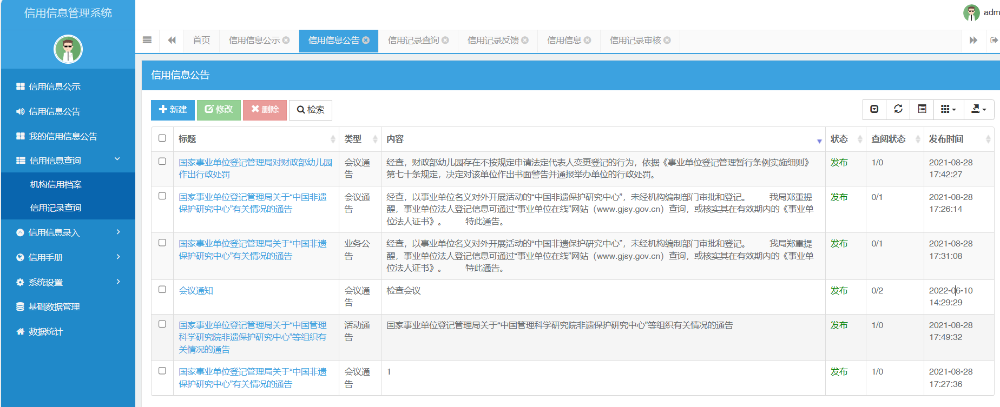 信用信息管理系统
adm
首页 信用信息公示 信用信息公告 信用记录查询 信用记录反馈 信用信息 信用记录审核
信用信息公示
信用信息公告
我的信用信息公告
信用信息查询
机构信用档案
信用记录查询
信用信息录入
信用手册
系统设置
基础数据管理
数据统计
信用信息公告
新建 修改 删除 检索
标题 类型 内容 状态 查阅状态 发布时间
国家事业单位登记管理局对财政部幼儿园 会议通 经查，财政部幼儿园存在不按规定申请法定代表人变更登记的行为，依据《事业单位登记管理暂行条例实施细则》 发布 1/0 2021-08-28
作出行政处罚 告 第七十条规定，决定对该单位作出书面警告并通报举办单位的行政处罚。 17:42:27
国家事业单位登记管理局关于“中国非遗 会议通 经查，以事业单位名义对外开展活动的“中国非遗保护研究中心”，未经机构编制部门审批和登记。 我局郑重提 发布 0/1 2021-08-28
保护研究中心”有关情况的通告 告 醒，事业单位法人登记信息可通过“事业单位在线”网站（www.gjsy.gov.cn）查询，或核实其在有效期内的《事业单 17:26:14
位法人证书》。 特此通告。
国家事业单位登记管理局关于“中国非遗 业务公 经查，以事业单位名义对外开展活动的“中国非遗保护研究中心”，未经机构编制部门审批和登记。 我局郑重提 发布 0/1 2021-08-28
保护研究中心”有关情况的通告 告 醒，事业单位法人登记信息可通过“事业单位在线”网站（www.gjsy.gov.cn）查询，或核实其在有效期内的《事业单 17:31:08
位法人证书》。 特此通告。
会议通知 会议通 检查会议 发布 0/2 2022-06-10
告 14:29:29
国家事业单位登记管理局关于“中国管理 活动通 国家事业单位登记管理局关于“中国管理科学研究院非遗保护研究中心”等组织有关情况的通告 发布 1/0 2021-08-28
科学研究院非遗保护研究中心”等组织有 告 17:49:32
关情况的通告
国家事业单位登记管理局关于“中国非遗 会议通 1 发布 1/0 2021-08-28
保护研究中心”有关情况的通告 告 17:27:36